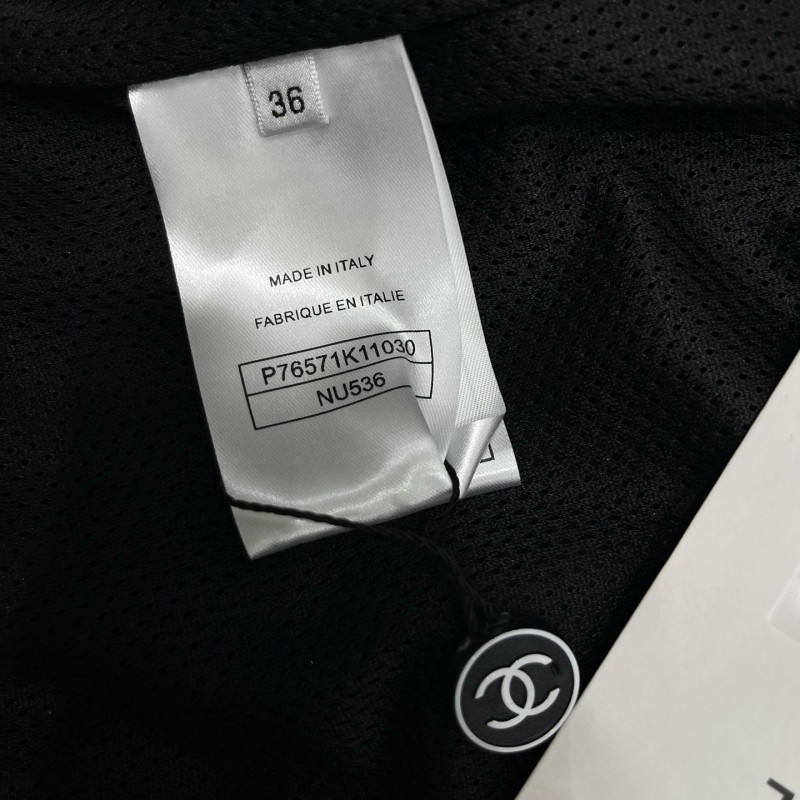 36
MADE IN ITALY
FABRIQUE EN ITALIE
P76571K11030
NU536